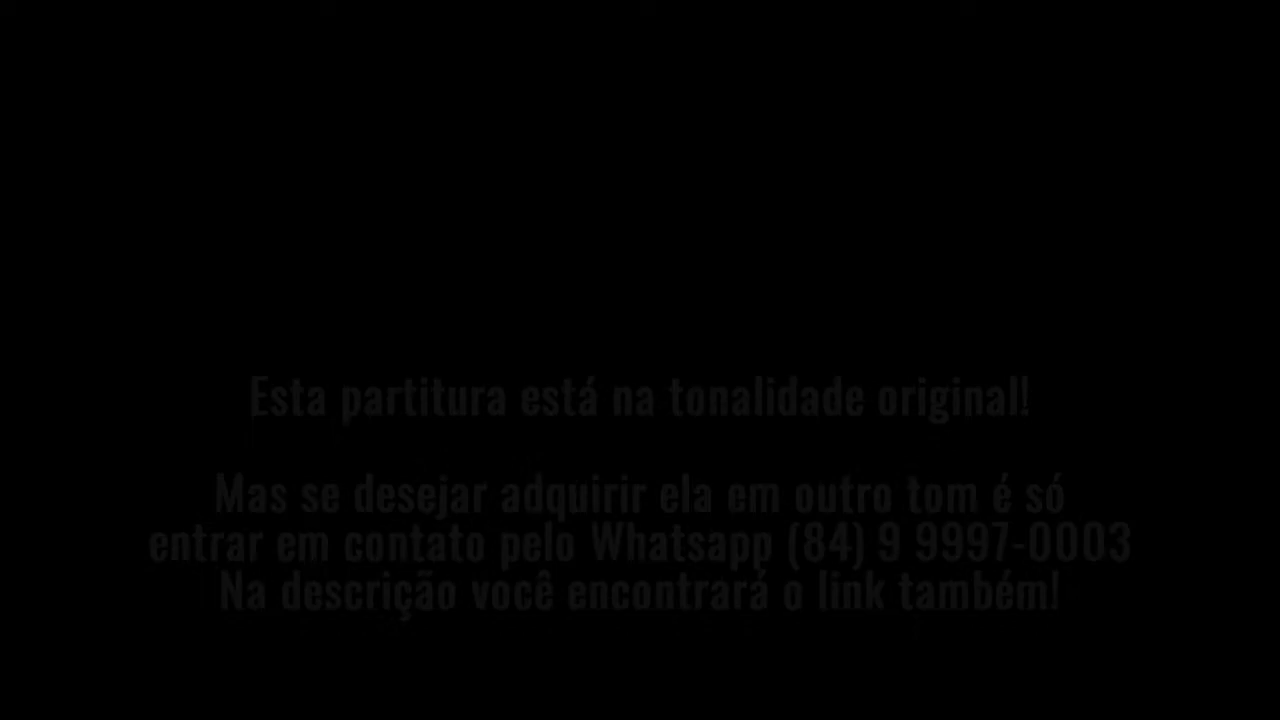 Esta partitura está na tonalidade original!
Mas se desejar adquirir ela em outro tom é só
entrar em contato pelo Whatsapp (84) 9 9997-0003
Na descrição você encontrará o link também!